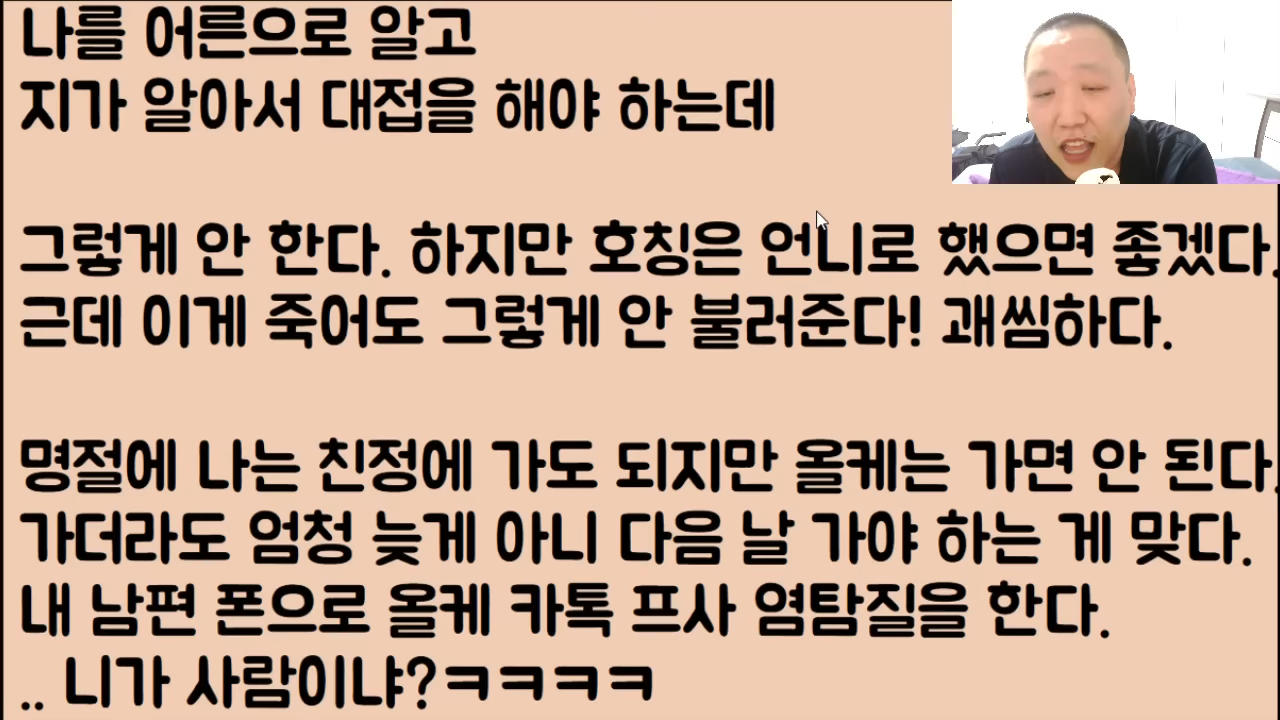 나를 어른으로 알고
지가 알아서 대접을 해야 하는데
그렇게 안 한다. 하지만 호칭은 언니로 했으면 좋겠다.
근데 이게 죽어도 그렇게 안 불러준다! 괘씸하다.
명절에 나는 친정에 가도 되지만 올케는 가면 안 된다.
가더라도 엄청 늦게 아니 다음 날 가야 하는 게 맞다.
내 남편 폰으로 올케 카톡 프사 염탐질을 한다.
.. 니가 사람이냐?ㅋㅋㅋㅋ